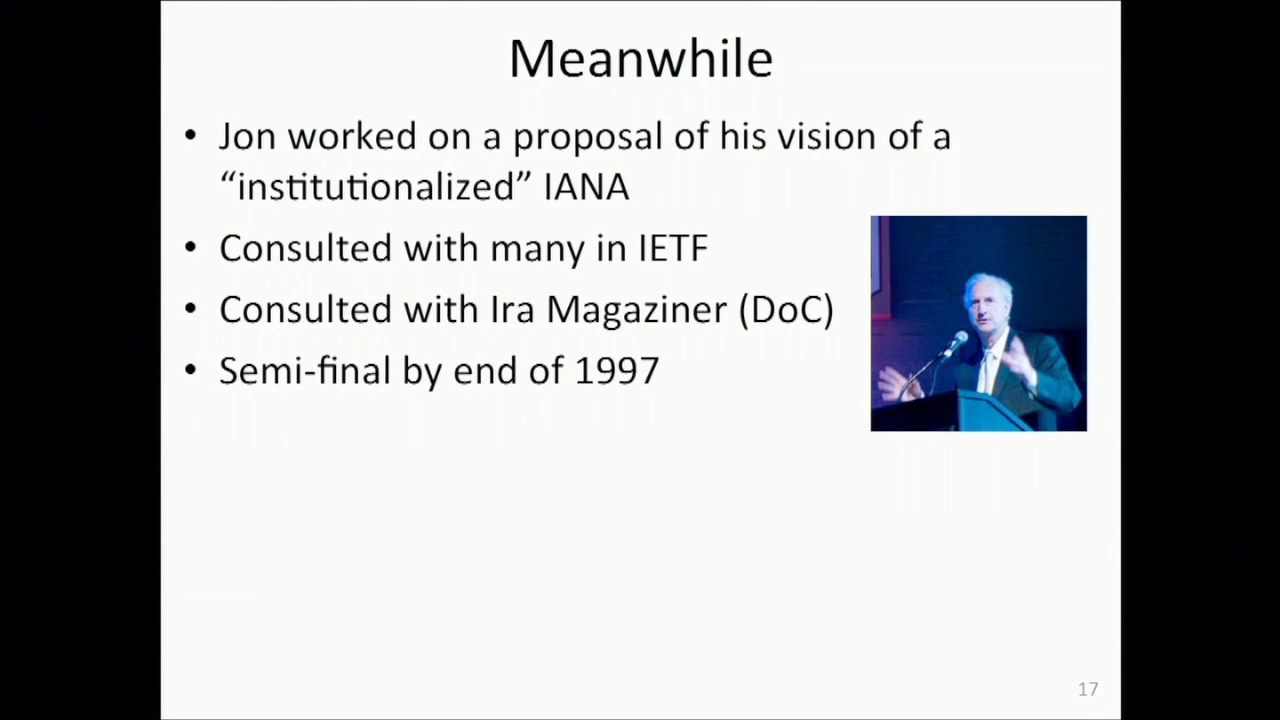 Meanwhile
• Jon worked on a proposal of his vision of a
“institutionalized” IANA
• Consulted with many in IETF
• Consulted with Ira Magaziner (DoC)
• Semi-final by end of 1997
17